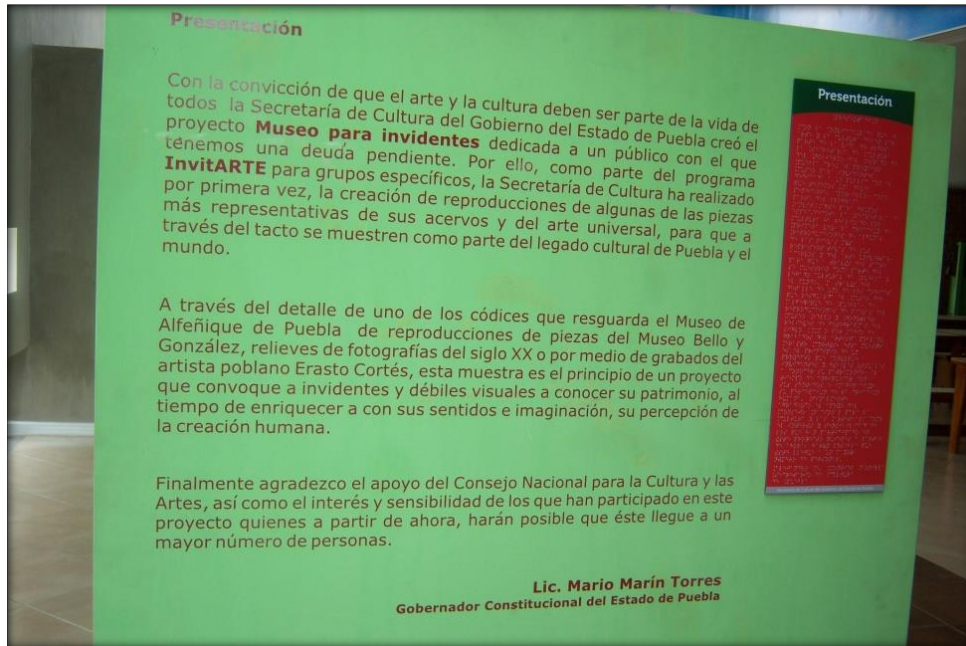 Presentación
Con la convicción de que el arte y la cultura deben ser parte de la vida de
todos la Secretaría de Cultura del Gobierno del Estado de Puebla creó el
proyecto Museo para invidentes dedicada a un público con el que
tenemos una deuda pendiente. Por ello, como parte del programa
InvitARTE para grupos específicos, la Secretaría de Cultura ha realizado
por primera vez, la creación de reproducciones de algunas de las piezas
más representativas de sus acervos y del arte universal, para que a
través del tacto se muestren como parte del legado cultural de Puebla y el
mundo.
A través del detalle de uno de los códices que resguarda el Museo de
Alfeñique de Puebla de reproducciones de piezas del Museo Bello y
González, relieves de fotografías del siglo XX o por medio de grabados del
artista poblano Erasto Cortés, esta muestra es el principio de un proyecto
que convoque a invidentes y débiles visuales a conocer su patrimonio, al
tiempo de enriquecer a con sus sentidos e imaginación, su percepción de
la creación humana.
Finalmente agradezco el apoyo del Consejo Nacional para la Cultura y las
Artes, así como el interés y sensibilidad de los que han participado en este
proyecto quienes a partir de ahora, harán posible que éste llegue a un
mayor número de personas.
Lic. Mario Marín Torres
Gobernador Constitucional del Estado de Puebla
Presentación